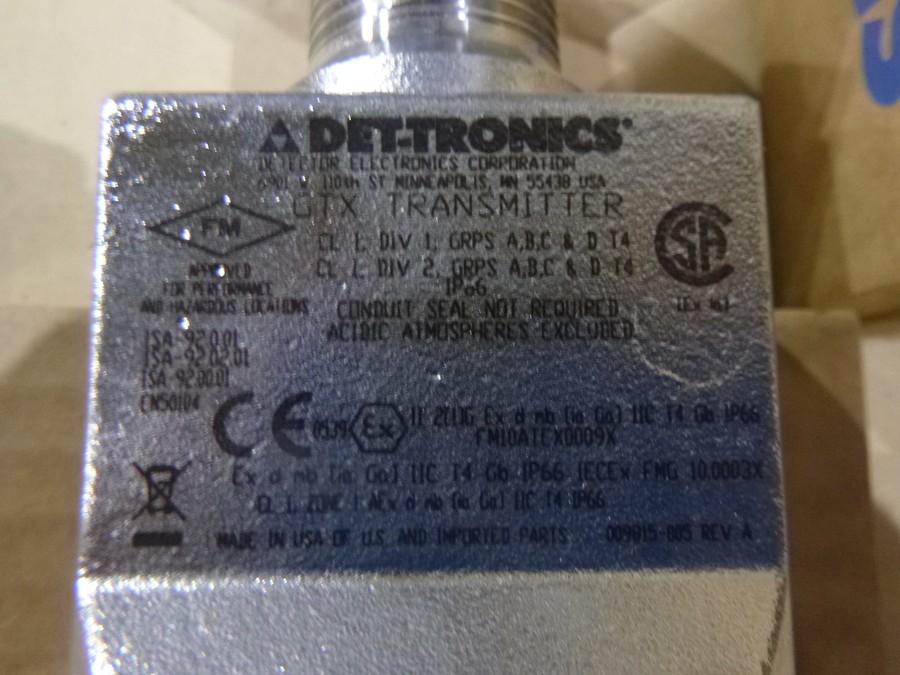 DET-TRONICS
DETECTOR ELECTRONICS CORPORATION
6901 W. 110th ST MINNEAPOLIS, MN 55438 USA
GTX TRANSMITTER
FM
APPROVED
FOR PERFORMANCE
AND HAZARDOUS LOCATIONS
CL I, DIV 1, GRPS A,B,C & D T4
CL I, DIV 2, GRPS A,B,C & D T4
IP66
CONDUIT SEAL NOT REQUIRED
ACIDIC ATMOSPHERES EXCLUDED
SA
ISA-92.0.01
ISA-92.02.01
ISA-92.00.01
EN50104
CE 0539 Ex II 2(1)G Ex d mb [ia Ga] IIC T4 Gb IP66
FM10ATEX0009X
Ex d mb [ia Ga] IIC T4 Gb IP66 IECEx FMG 10.0003X
CL I, ZONE 1 AEx d mb [ia Ga] IIC T4 IP66
MADE IN USA OF U.S. AND IMPORTED PARTS 009815-005 REV A